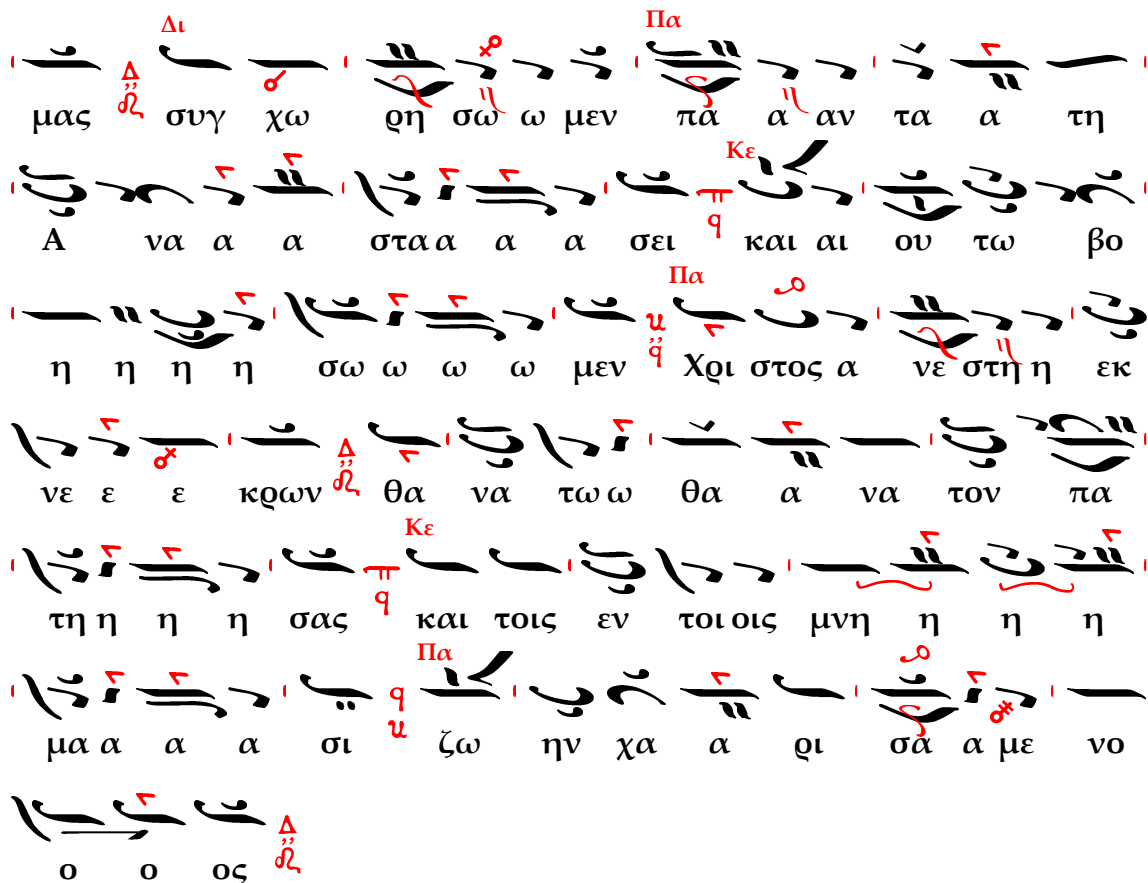 Δι Πα
μας Δ συγ χω ρη σω ω μεν πα α αν τα α τη
Κε
Α να α α στα α α α σει q και αι ου τω βο
Πα
η η η η σω ω ω ω μεν q Χρι στος α νε στη η εκ
νε ε ε κρων Δ θα να τω ω θα α να τον πα
Κε
τη η η η σας q και τοις εν τοι οις μνη η η η
Πα
μα α α α σι q ζω ην χα α ρι σα α με νο
ο ο ος Δ